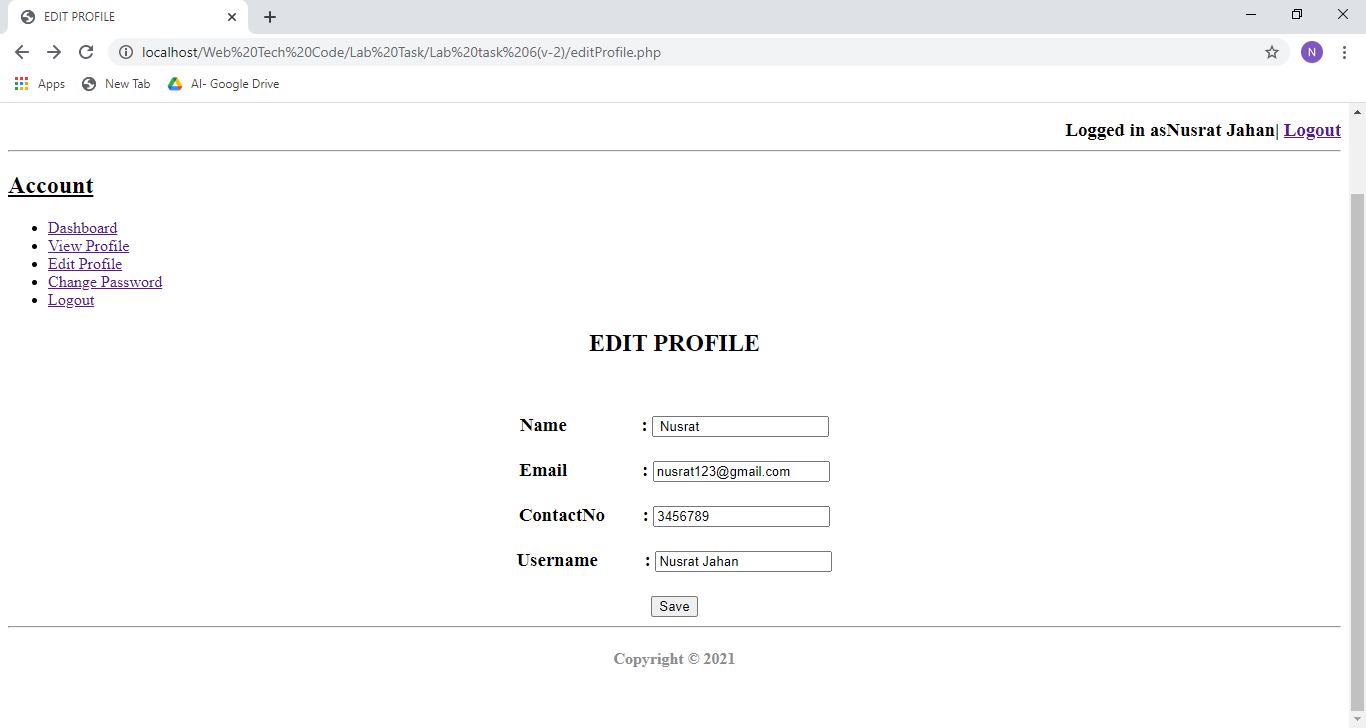 EDIT PROFILE
localhost/Web%20Tech%20Code/Lab%20Task/Lab%20task%206(v-2)/editProfile.php
N
Apps New Tab AI- Google Drive
Logged in asNusrat Jahan| Logout
Account
Dashboard
View Profile
Edit Profile
Change Password
Logout
EDIT PROFILE
Name : Nusrat
Email : nusrat123@gmail.com
ContactNo : 3456789
Username : Nusrat Jahan
Save
Copyright © 2021